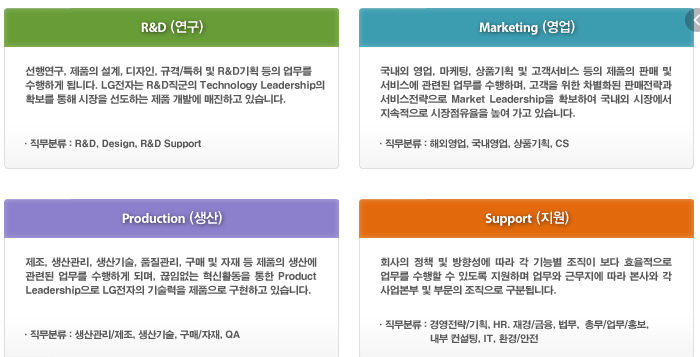 R&D (연구)
선행연구, 제품의 설계, 디자인, 규격/특허 및 R&D기획 등의 업무를
수행하게 됩니다. LG전자는 R&D직군의 Technology Leadership의
확보를 통해 시장을 선도하는 제품 개발에 매진하고 있습니다.
· 직무분류 : R&D, Design, R&D Support
Marketing (영업)
국내외 영업, 마케팅, 상품기획 및 고객서비스 등의 제품의 판매 및
서비스에 관련된 업무를 수행하며, 고객을 위한 차별화된 판매전략과
서비스전략으로 Market Leadership을 확보하여 국내외 시장에서
지속적으로 시장점유율을 높여 가고 있습니다.
· 직무분류 : 해외영업, 국내영업, 상품기획, CS
Production (생산)
제조, 생산관리, 생산기술, 품질관리, 구매 및 자재 등 제품의 생산에
관련된 업무를 수행하게 되며, 끊임없는 혁신활동을 통한 Product
Leadership으로 LG전자의 기술력을 제품으로 구현하고 있습니다.
· 직무분류 : 생산관리/제조, 생산기술, 구매/자재, QA
Support (지원)
회사의 정책 및 방향성에 따라 각 기능별 조직이 보다 효율적으로
업무를 수행할 수 있도록 지원하며 업무와 근무지에 따라 본사와 각
사업본부 및 부문의 조직으로 구분됩니다.
· 직무분류 : 경영전략/기획, HR. 재경/금융, 법무, 총무/업무/홍보,
내부 컨설팅, IT, 환경/안전